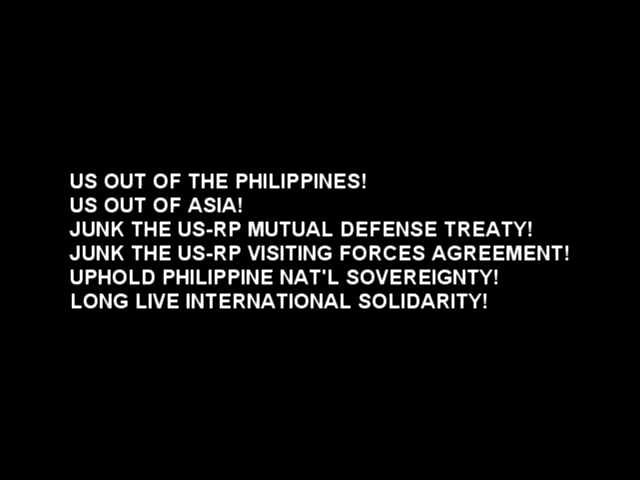 US OUT OF THE PHILIPPINES!
US OUT OF ASIA!
JUNK THE US-RP MUTUAL DEFENSE TREATY!
JUNK THE US-RP VISITING FORCES AGREEMENT!
UPHOLD PHILIPPINE NAT'L SOVEREIGNTY!
LONG LIVE INTERNATIONAL SOLIDARITY!